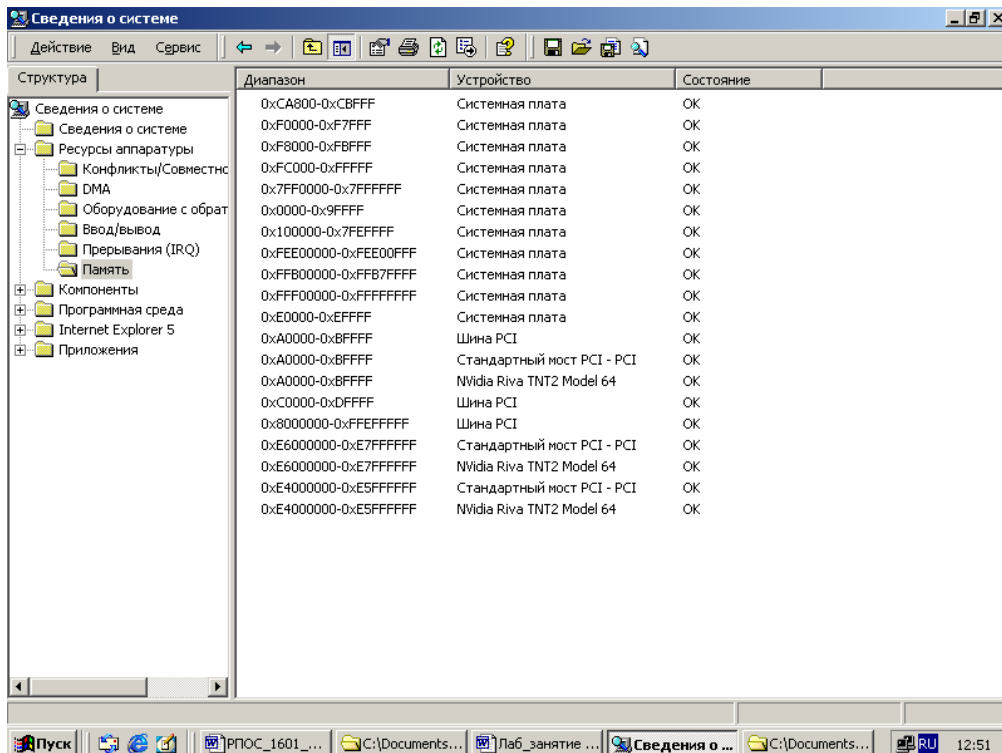 Сведения о системе
Действие Вид Сервис
Структура
Диапазон Устройство Состояние
Сведения о системе
Сведения о системе
Ресурсы аппаратуры
Конфликты/Совместнс
DMA
Оборудование с обрат
Ввод/вывод
Прерывания (IRQ)
Память
Компоненты
Программная среда
Internet Explorer 5
Приложения
0xCA800-0xCBFFF Системная плата OK
0xF0000-0xF7FFF Системная плата OK
0xF8000-0xFBFFF Системная плата OK
0xFC000-0xFFFFF Системная плата OK
0x7FF0000-0x7FFFFFF Системная плата OK
0x0000-0x9FFFF Системная плата OK
0x100000-0x7FEFFFF Системная плата OK
0xFEE00000-0xFEE00FFF Системная плата OK
0xFFB00000-0xFFB7FFFF Системная плата OK
0xFFF00000-0xFFFFFFFF Системная плата OK
0xE0000-0xEFFFF Системная плата OK
0xA0000-0xBFFFF Шина PCI OK
0xA0000-0xBFFFF Стандартный мост PCI - PCI OK
0xA0000-0xBFFFF NVidia Riva TNT2 Model 64 OK
0xC0000-0xDFFFF Шина PCI OK
0x8000000-0xFFEFFFFF Шина PCI OK
0xE6000000-0xE7FFFFFF Стандартный мост PCI - PCI OK
0xE6000000-0xE7FFFFFF NVidia Riva TNT2 Model 64 OK
0xE4000000-0xE5FFFFFF Стандартный мост PCI - PCI OK
0xE4000000-0xE5FFFFFF NVidia Riva TNT2 Model 64 OK
Пуск РПОС_1601_... C:\Documents... Лаб_занятие ... Сведения о ... C:\Documents... RU 12:51